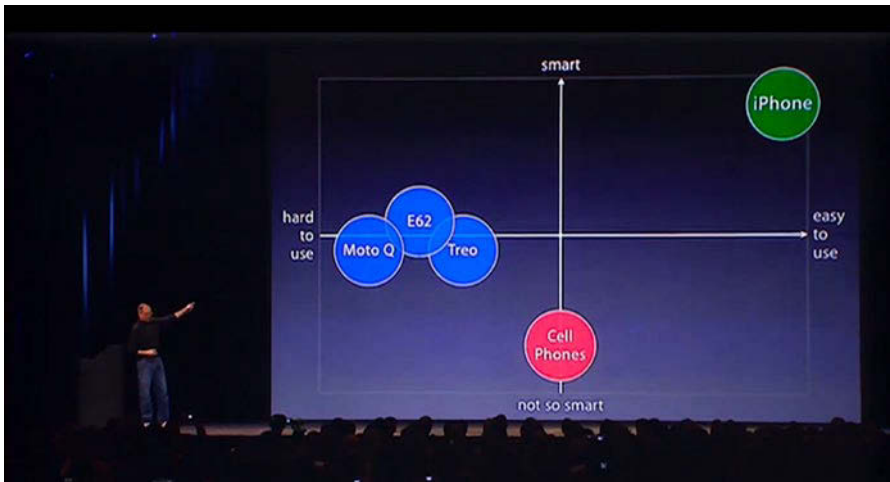 smart
iPhone
hard
to
use
E62
Moto Q
Treo
easy
to
use
Cell
Phones
not so smart